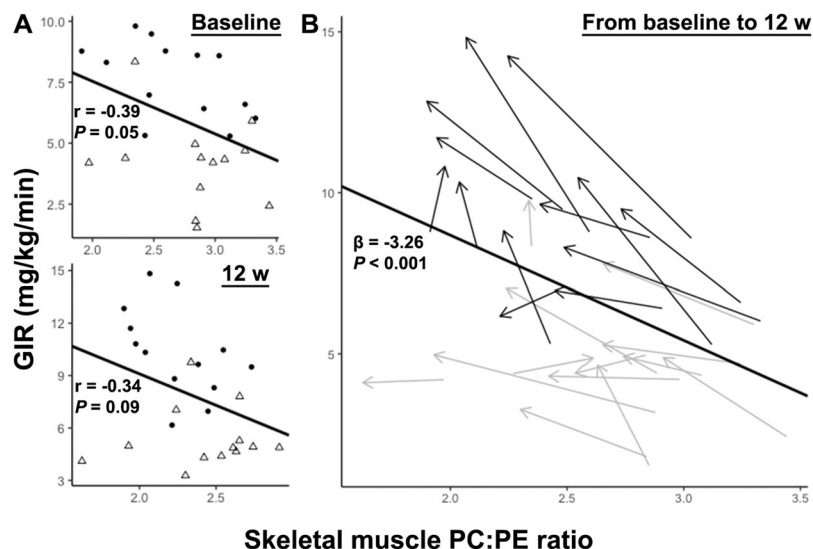 A
Baseline
10.0
7.5
5.0
2.5
r = -0.39
P = 0.05
2.0
2.5
3.0
3.5
12 w
15
12
9
6
3
r = -0.34
P = 0.09
2.0
2.5
GIR (mg/kg/min)
B
From baseline to 12 w
15
10
5
β = -3.26
P < 0.001
2.0
2.5
3.0
3.5
Skeletal muscle PC:PE ratio